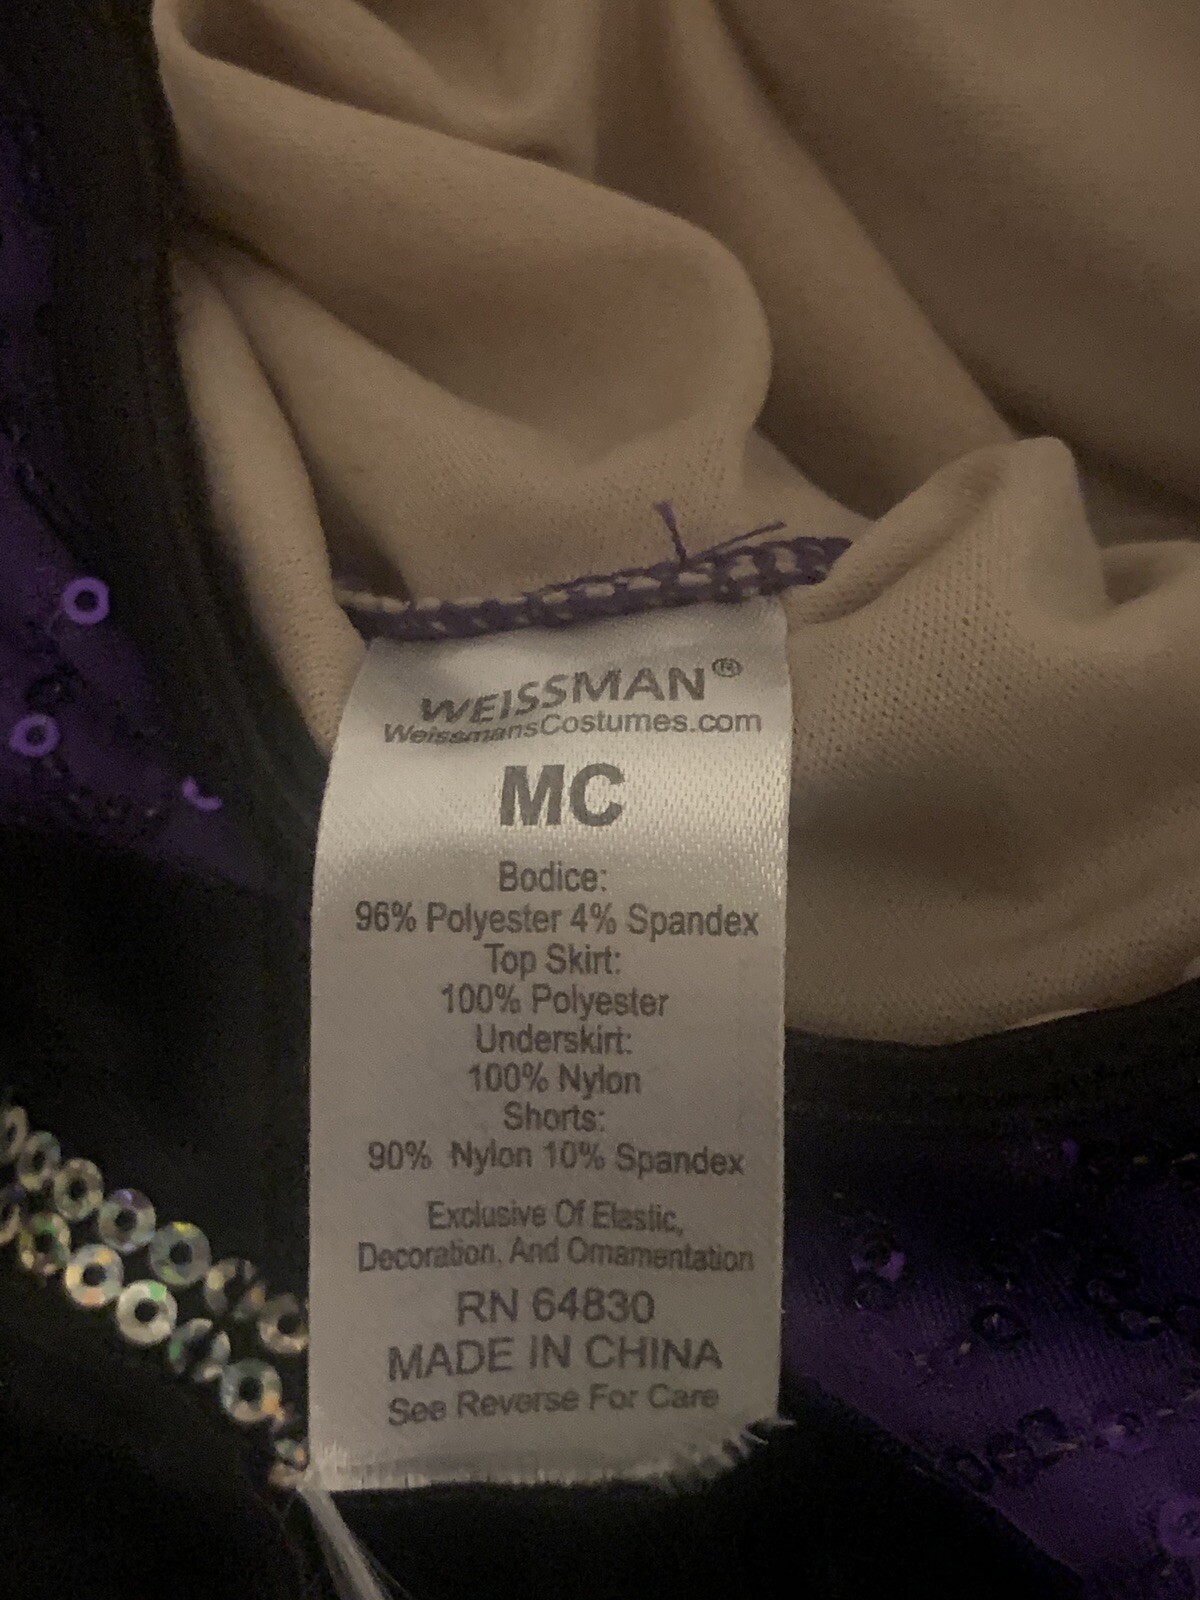 WEISSMAN®
WeissmansCostumes.com
MC
Bodice:
96% Polyester 4% Spandex
Top Skirt:
100% Polyester
Underskirt:
100% Nylon
Shorts:
90% Nylon 10% Spandex
Exclusive Of Elastic,
Decoration, And Ornamentation
RN 64830
MADE IN CHINA
See Reverse For Care